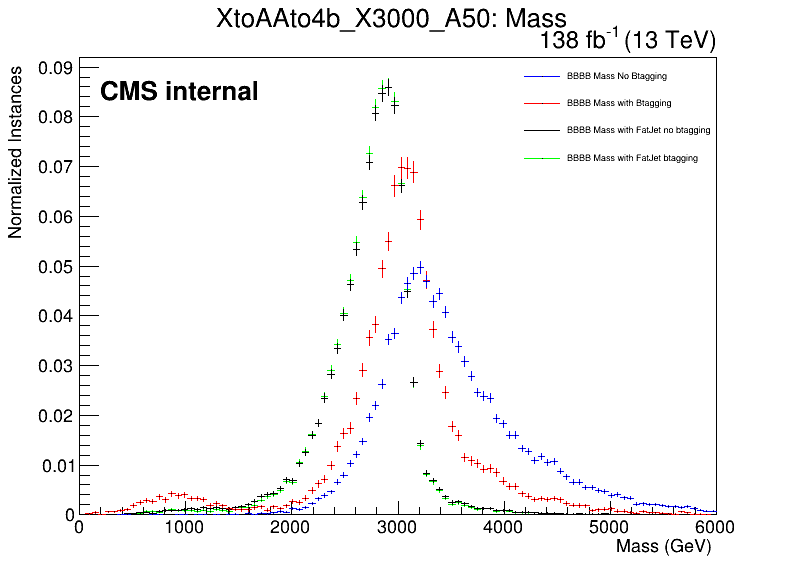 XtoAAto4b_X3000_A50: Mass
138 fb-1 (13 TeV)
CMS internal
BBBB Mass No Btagging
BBBB Mass with Btagging
BBBB Mass with FatJet no btagging
BBBB Mass with FatJet btagging
Normalized Instances
0.09
0.08
0.07
0.06
0.05
0.04
0.03
0.02
0.01
0
0 1000 2000 3000 4000 5000 6000
Mass (GeV)